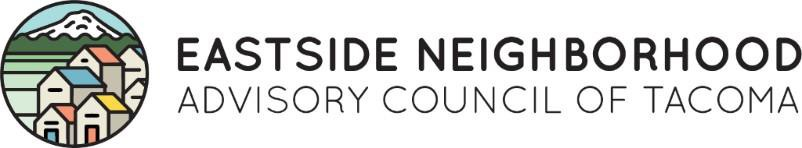 EASTSIDE NEIGHBORHOOD
ADVISORY COUNCIL OF TACOMA